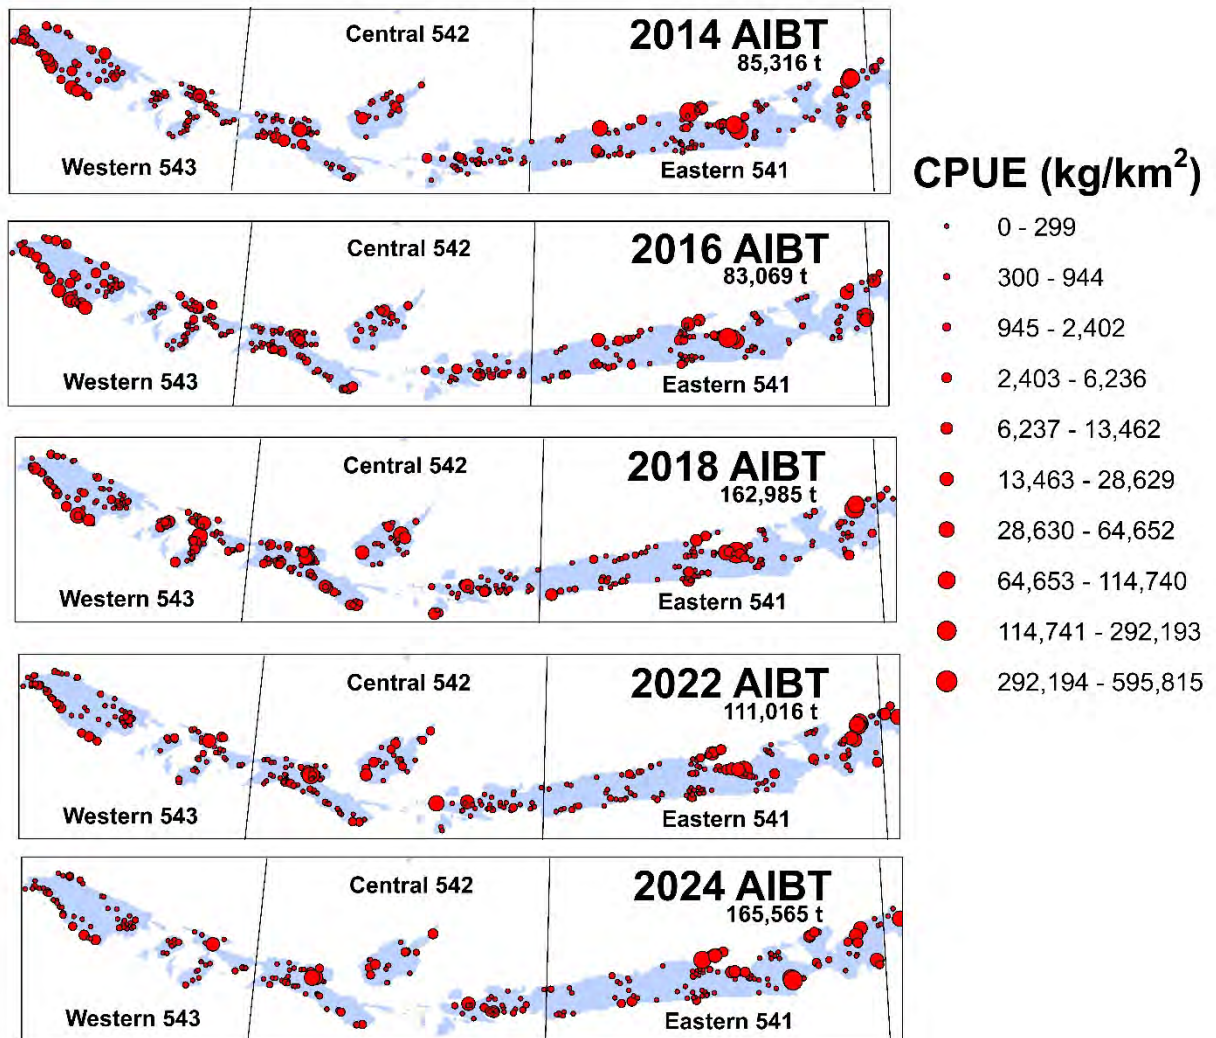 Central 542
2014 AIBT
85,316 t
Western 543
Eastern 541
Central 542
2016 AIBT
83,069 t
Western 543
Eastern 541
Central 542
2018 AIBT
162,985 t
Western 543
Eastern 541
Central 542
2022 AIBT
111,016 t
Western 543
Eastern 541
Central 542
2024 AIBT
165,565 t
Western 543
Eastern 541
CPUE (kg/km²)
0 - 299
300 - 944
945 - 2,402
2,403 - 6,236
6,237 - 13,462
13,463 - 28,629
28,630 - 64,652
64,653 - 114,740
114,741 - 292,193
292,194 - 595,815